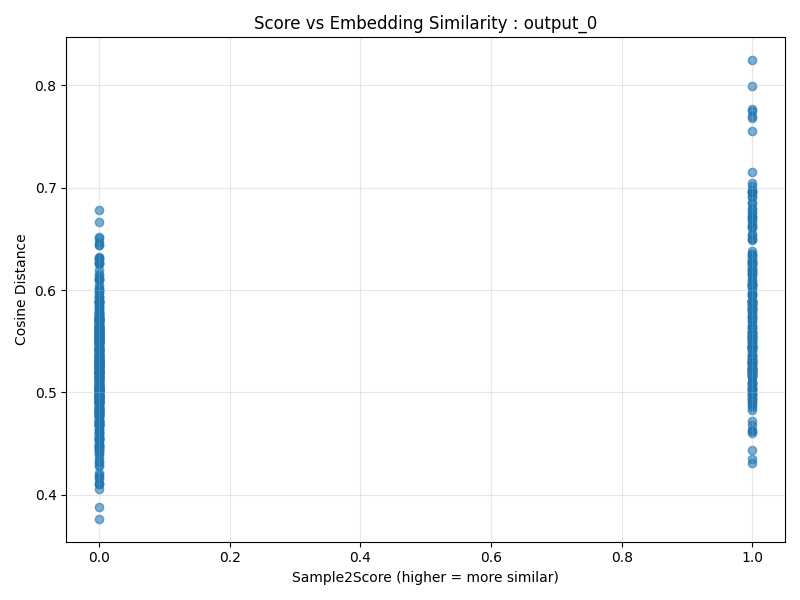 Score vs Embedding Similarity : output_0
Cosine Distance
0.8
0.7
0.6
0.5
0.4
0.0 0.2 0.4 0.6 0.8 1.0
Sample2Score (higher = more similar)